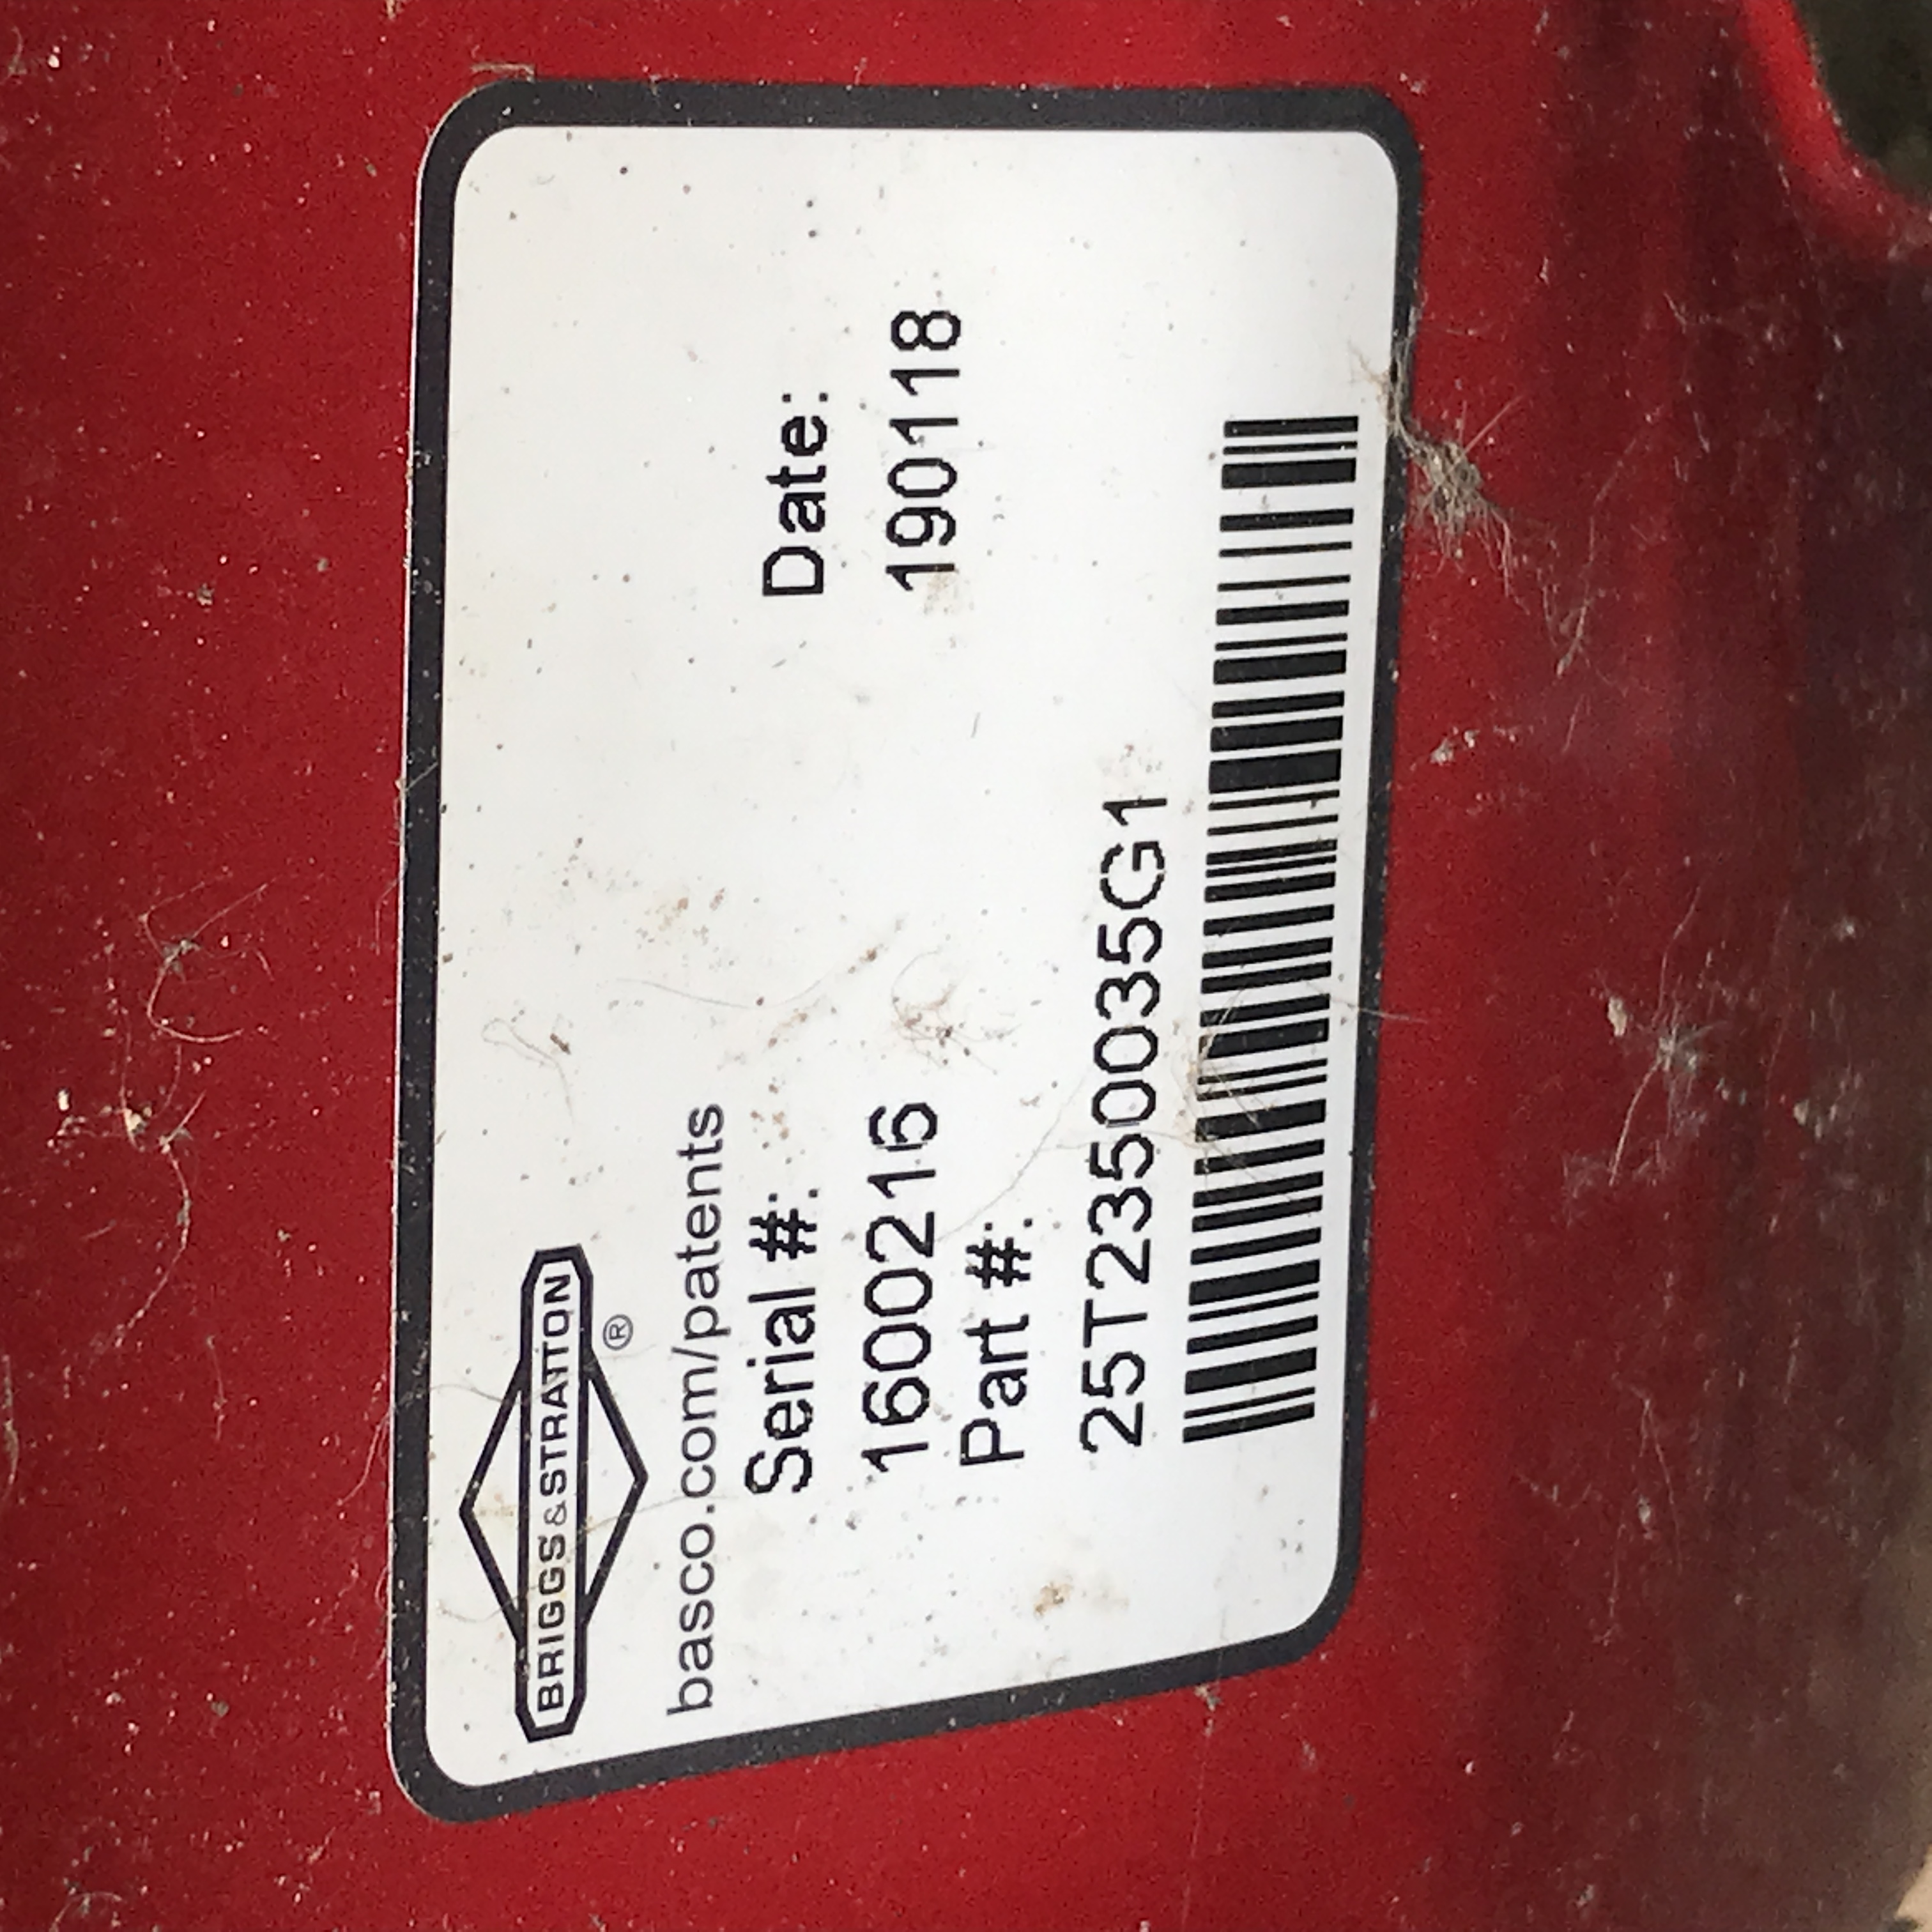 BRIGGS & STRATTON ®
basco.com/patents
Serial #: Date:
1600216 190118
Part #:
25T2350035G1